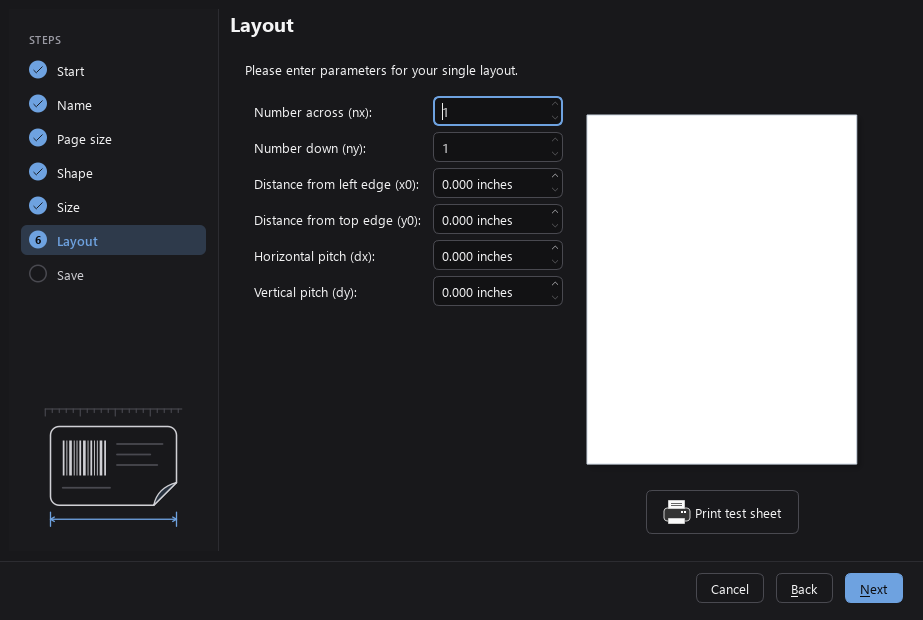 Layout
STEPS
Start
Name
Page size
Shape
Size
6 Layout
Save
Please enter parameters for your single layout.
Number across (nx): 1
Number down (ny): 1
Distance from left edge (x0): 0.000 inches
Distance from top edge (y0): 0.000 inches
Horizontal pitch (dx): 0.000 inches
Vertical pitch (dy): 0.000 inches
Print test sheet
Cancel
Back
Next